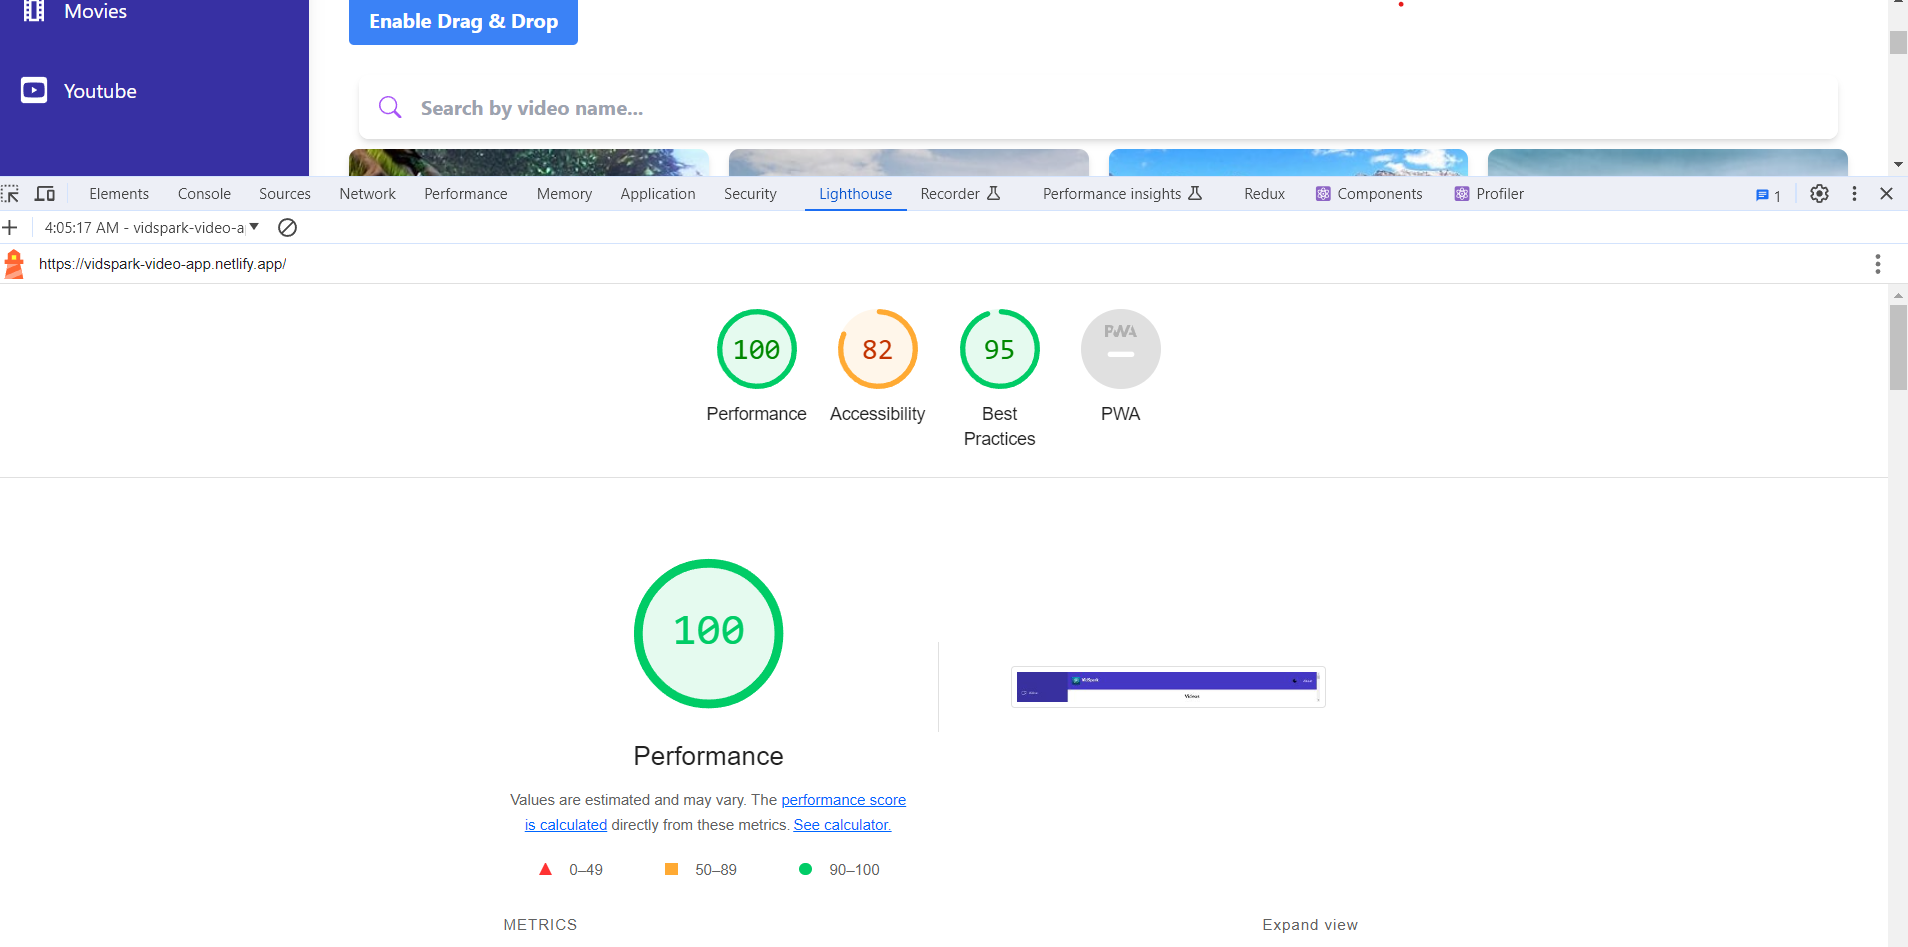 Movies
Enable Drag & Drop
Youtube
Search by video name...
Elements Console Sources Network Performance Memory Application Security Lighthouse Recorder Performance insights Redux Components Profiler 1
4:05:17 AM - vidspark-video-a
https://vidspark-video-app.netlify.app/
100 82 95 PWA
Performance Accessibility Best Practices PWA
100
VidSpark
Videos
Performance
Values are estimated and may vary. The performance score
is calculated directly from these metrics. See calculator.
0–49 50–89 90–100
METRICS Expand view